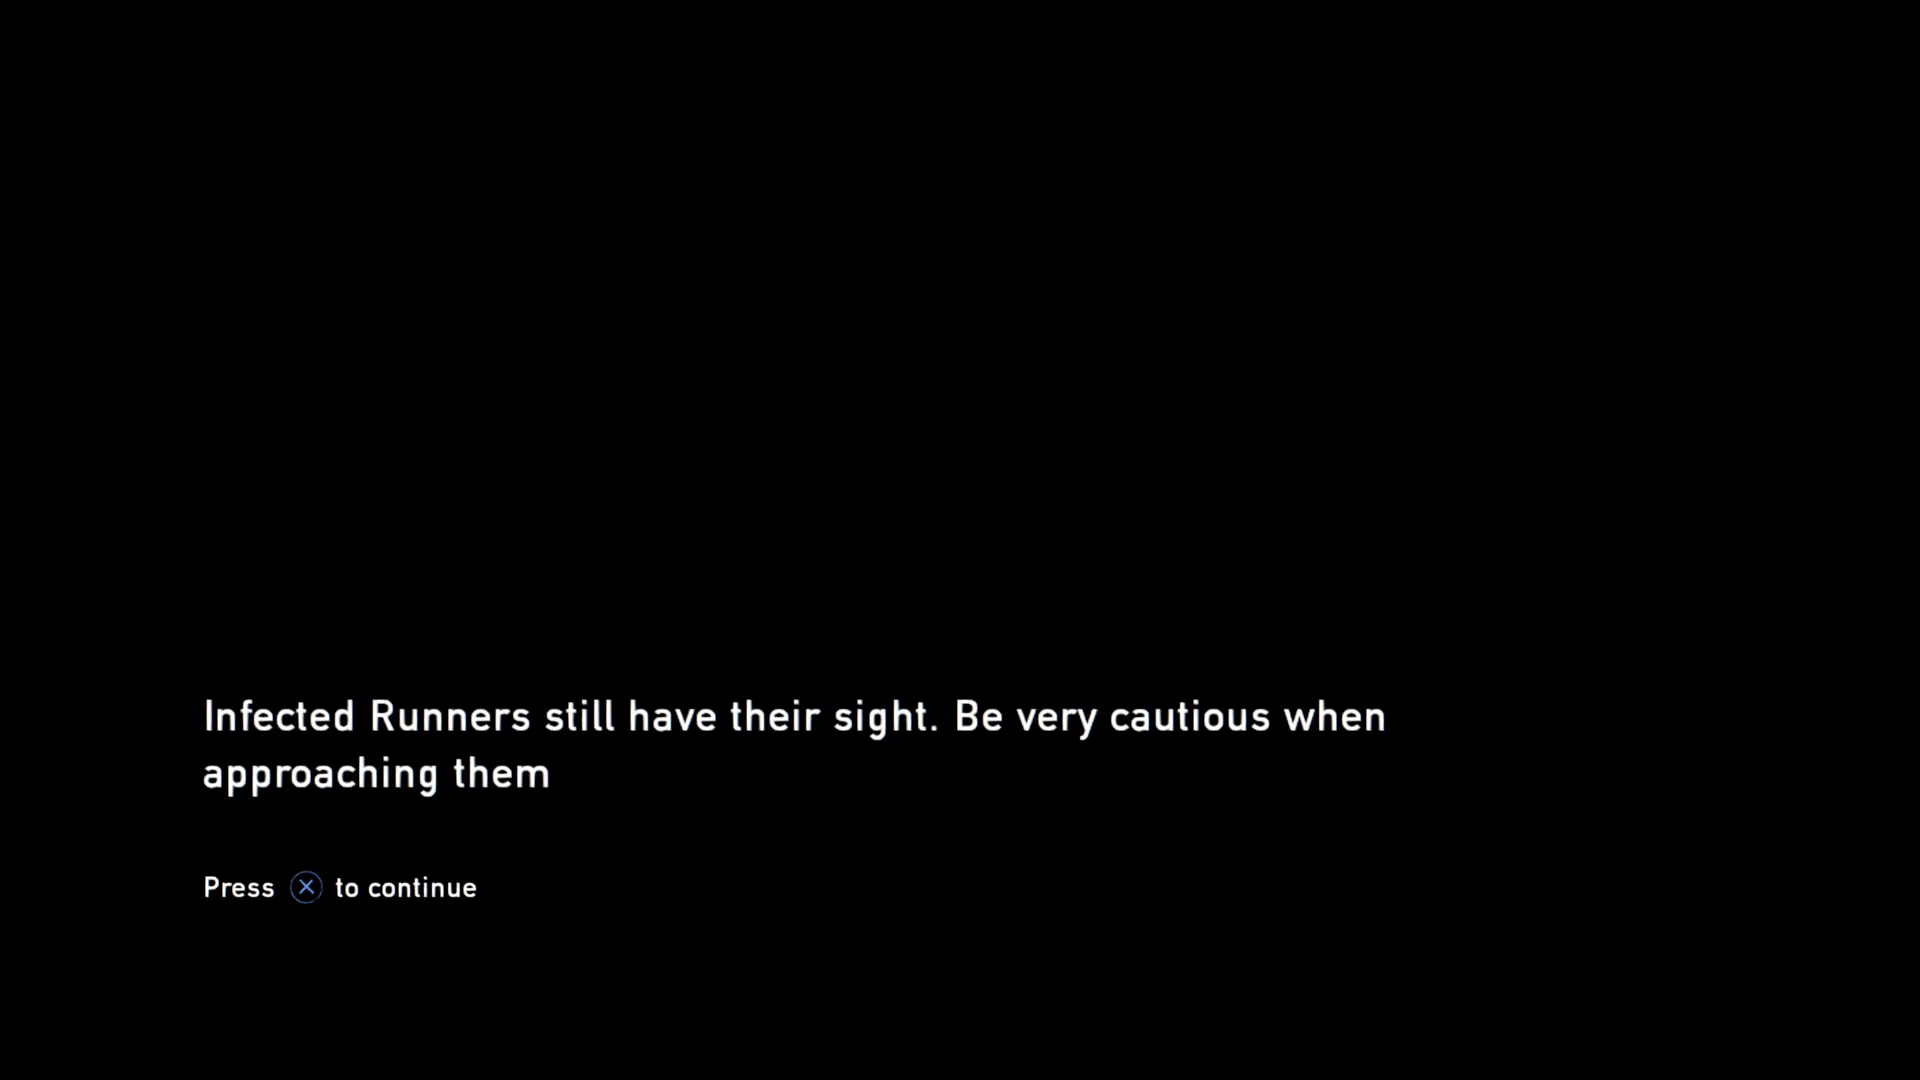 Infected Runners still have their sight. Be very cautious when
approaching them
Press ⊗ to continue